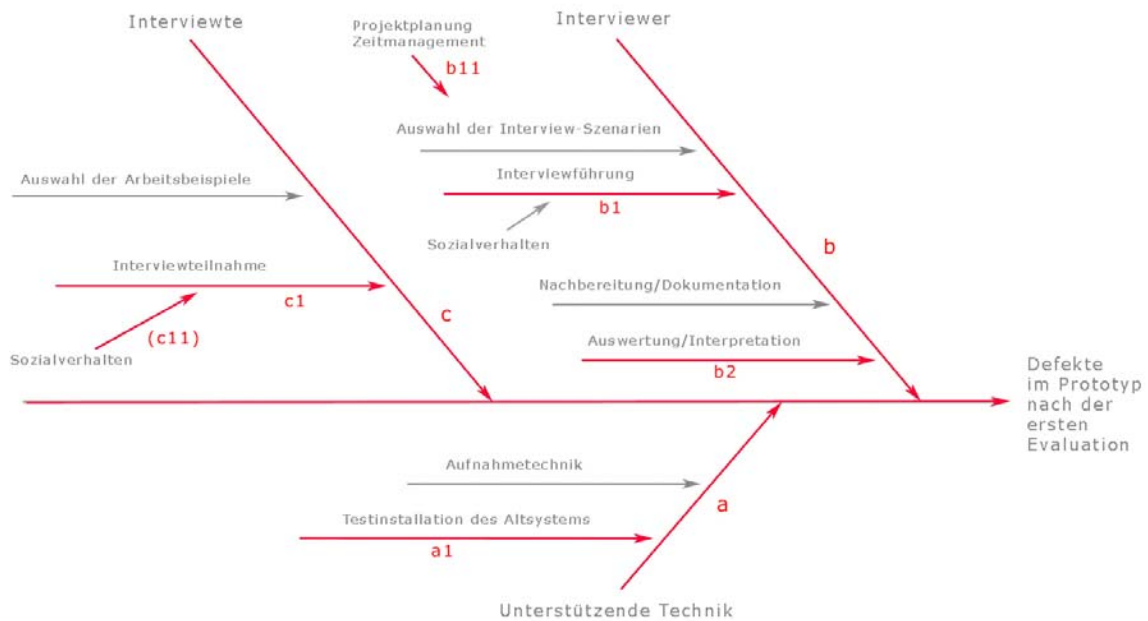 Interviewte
Projektplanung
Zeitmanagement
b11
Interviewer
Auswahl der Interview-Szenarien
Interviewführung
b1
Sozialverhalten
b
Auswahl der Arbeitsbeispiele
Interviewteilnahme
c1
(c11)
Sozialverhalten
c
Nachbereitung/Dokumentation
Auswertung/Interpretation
b2
Defekte
im Prototyp
nach der
ersten
Evaluation
Aufnahmetechnik
a
Testinstallation des Altsystems
a1
Unterstützende Technik